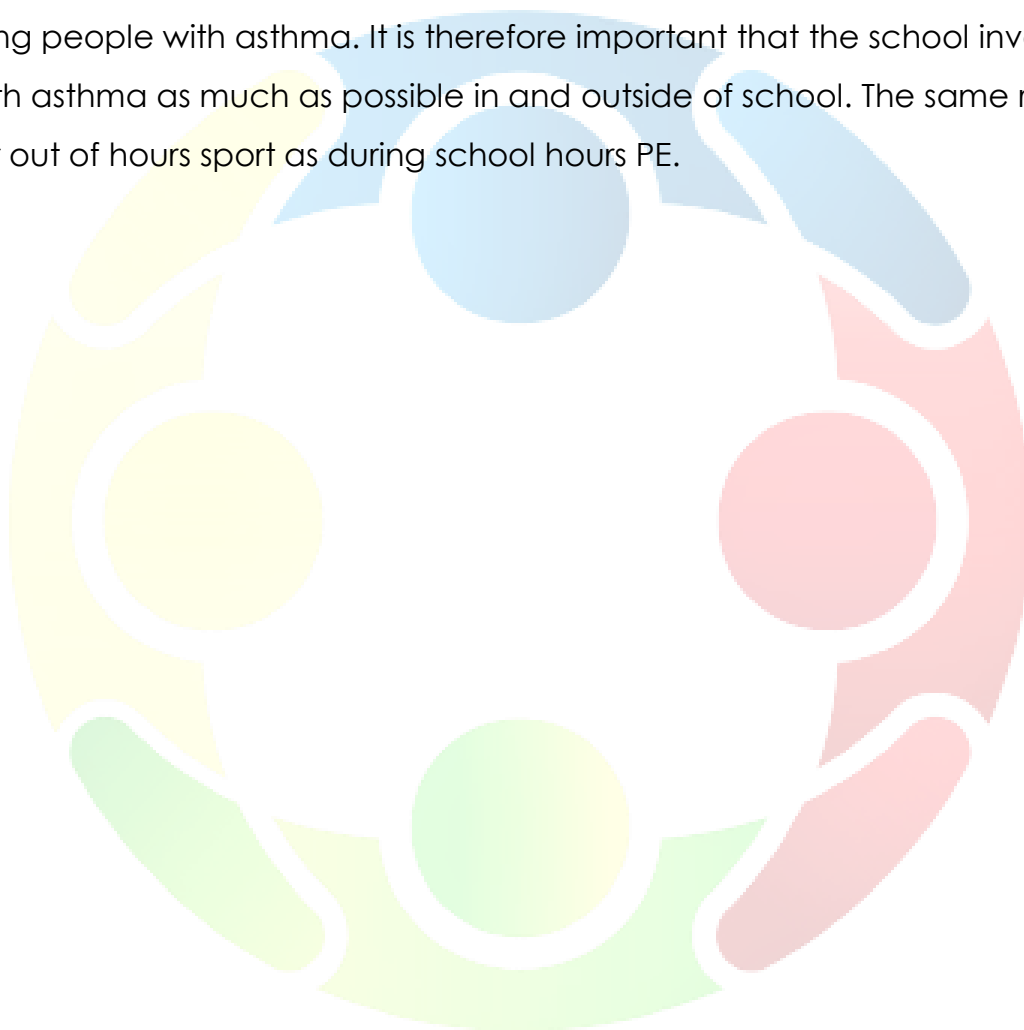 ng people with asthma. It is therefore important that the school inv
th asthma as much as possible in and outside of school. The same r
out of hours sport as during school hours PE.